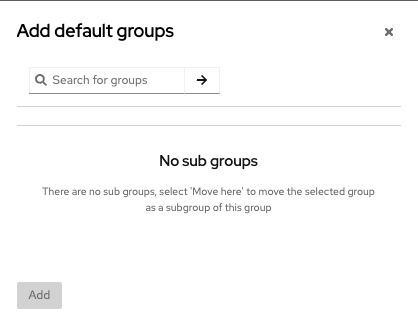 Add default groups
Search for groups
No sub groups
There are no sub groups, select 'Move here' to move the selected group
as a subgroup of this group
Add